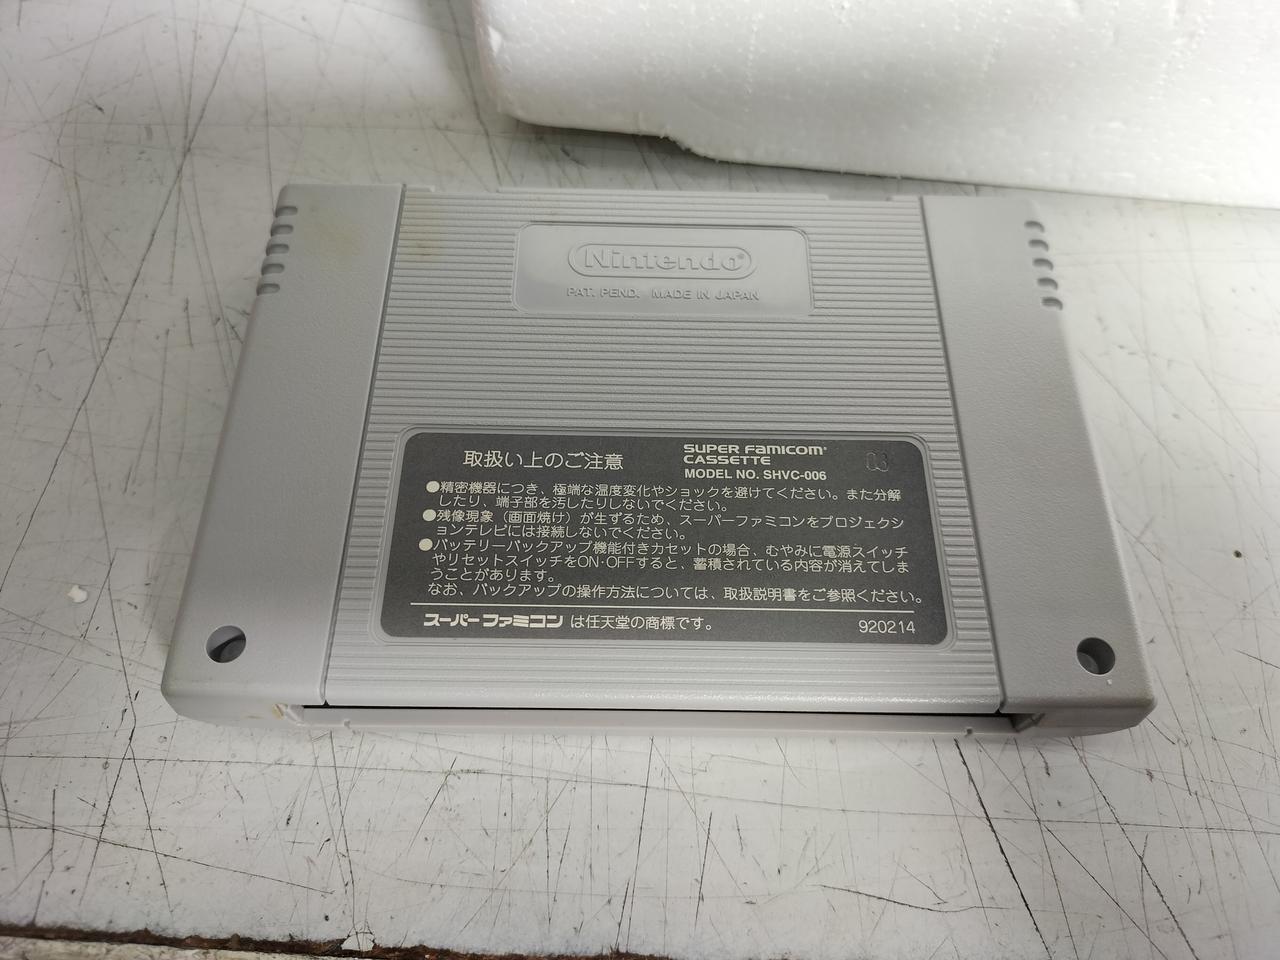 Nintendo®
PAT. PEND. MADE IN JAPAN
取扱い上のご注意
SUPER FAMICOM®
CASSETTE
MODEL NO. SHVC-006
03
●精密機器につき、極端な温度変化やショックを避けてください。また分解
したり、端子部を汚したりしないでください。
●残像現象（画面焼け）が生ずるため、スーパーファミコンをプロジェクシ
ョンテレビには接続しないでください。
●バッテリーバックアップ機能付きカセットの場合、むやみに電源スイッチ
やリセットスイッチをON·OFFすると、蓄積されている内容が消えてしま
うことがあります。
なお、バックアップの操作方法については、取扱説明書をご参照ください。
スーパーファミコン は任天堂の商標です。
920214